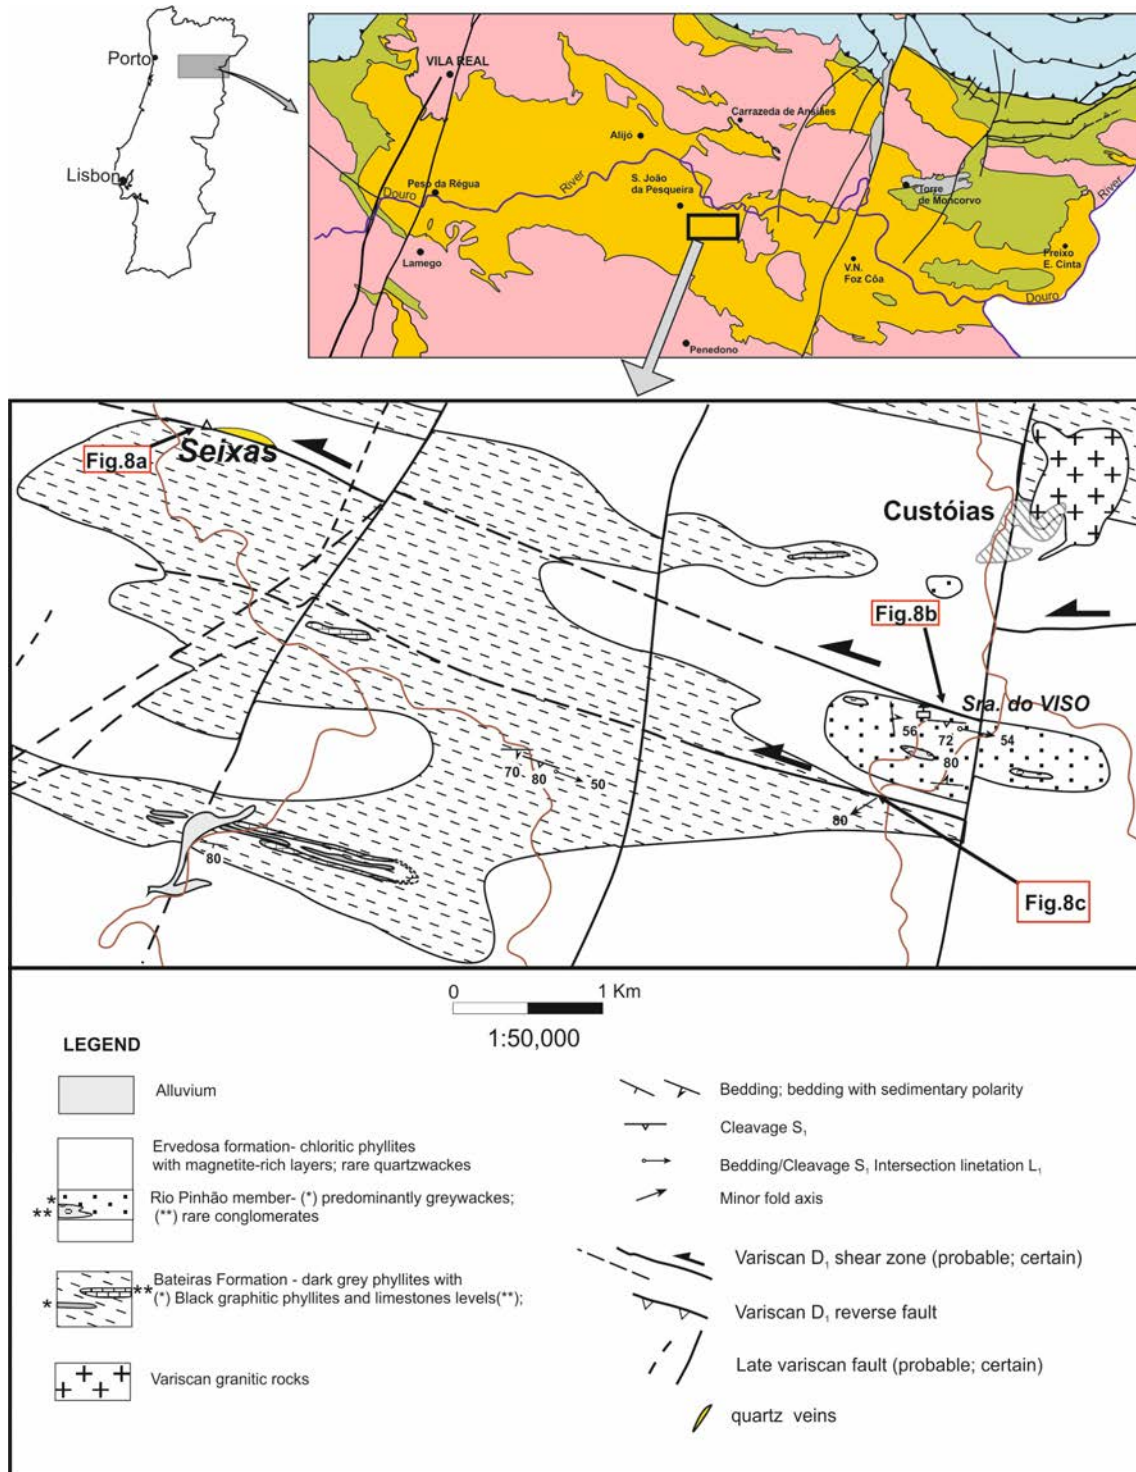 Porto
Lisbon
VILA REAL
Carrazeda de Ansiães
Alijó
River
S. João
da Pesqueira
Peso da Régua
Douro
Torre
de Moncorvo
River
Lamego
V.N.
Foz Côa
Freixo
E. Cinta
Douro
Penedono
Seixas
Fig.8a
Custóias
Fig.8b
Sra. do VISO
56
72
54
80
70
80
50
80
80
Fig.8c
0 1 Km
1:50,000
LEGEND
Alluvium
Ervedosa formation- chloritic phyllites
with magnetite-rich layers; rare quartzwackes
*
**
Rio Pinhão member- (*) predominantly greywackes;
(**) rare conglomerates
**
*
Bateiras Formation - dark grey phyllites with
(*) Black graphitic phyllites and limestones levels(**);
Variscan granitic rocks
Bedding; bedding with sedimentary polarity
Cleavage S₁
Bedding/Cleavage S₁ Intersection linetation L₁
Minor fold axis
Variscan D₁ shear zone (probable; certain)
Variscan D₁ reverse fault
Late variscan fault (probable; certain)
quartz veins